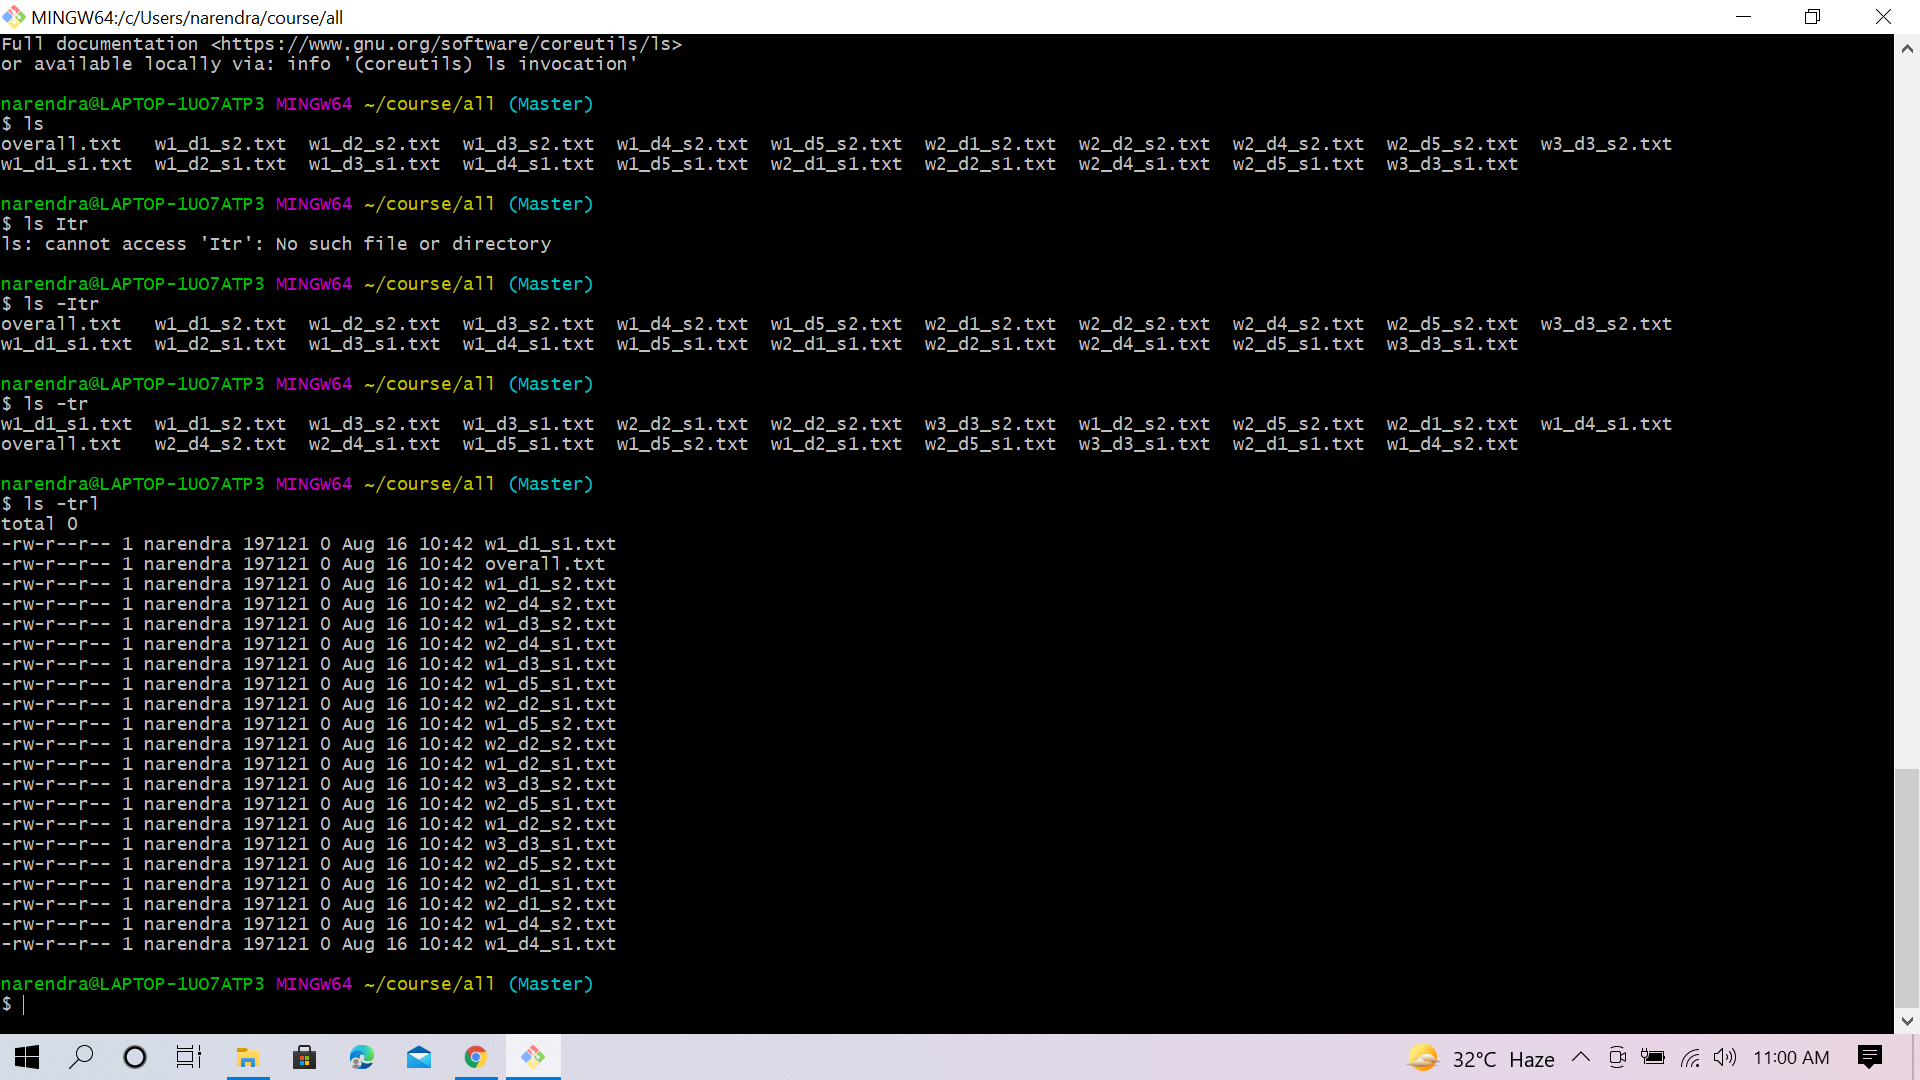 MINGW64:/c/Users/narendra/course/all
Full documentation <https://www.gnu.org/software/coreutils/ls>
or available locally via: info '(coreutils) ls invocation'
narendra@LAPTOP-1UO7ATP3 MINGW64 ~/course/all (Master)
$ ls
overall.txt w1_d1_s2.txt w1_d2_s2.txt w1_d3_s2.txt w1_d4_s2.txt w1_d5_s2.txt w2_d1_s2.txt w2_d2_s2.txt w2_d4_s2.txt w2_d5_s2.txt w3_d3_s2.txt
w1_d1_s1.txt w1_d2_s1.txt w1_d3_s1.txt w1_d4_s1.txt w1_d5_s1.txt w2_d1_s1.txt w2_d2_s1.txt w2_d4_s1.txt w2_d5_s1.txt w3_d3_s1.txt
narendra@LAPTOP-1UO7ATP3 MINGW64 ~/course/all (Master)
$ ls Itr
ls: cannot access 'Itr': No such file or directory
narendra@LAPTOP-1UO7ATP3 MINGW64 ~/course/all (Master)
$ ls -Itr
overall.txt w1_d1_s2.txt w1_d2_s2.txt w1_d3_s2.txt w1_d4_s2.txt w1_d5_s2.txt w2_d1_s2.txt w2_d2_s2.txt w2_d4_s2.txt w2_d5_s2.txt w3_d3_s2.txt
w1_d1_s1.txt w1_d2_s1.txt w1_d3_s1.txt w1_d4_s1.txt w1_d5_s1.txt w2_d1_s1.txt w2_d2_s1.txt w2_d4_s1.txt w2_d5_s1.txt w3_d3_s1.txt
narendra@LAPTOP-1UO7ATP3 MINGW64 ~/course/all (Master)
$ ls -tr
w1_d1_s1.txt w1_d1_s2.txt w1_d3_s2.txt w1_d3_s1.txt w2_d2_s1.txt w2_d2_s2.txt w3_d3_s2.txt w1_d2_s2.txt w2_d5_s2.txt w2_d1_s2.txt w1_d4_s1.txt
overall.txt w2_d4_s2.txt w2_d4_s1.txt w1_d5_s1.txt w1_d5_s2.txt w1_d2_s1.txt w2_d5_s1.txt w3_d3_s1.txt w2_d1_s1.txt w1_d4_s2.txt
narendra@LAPTOP-1UO7ATP3 MINGW64 ~/course/all (Master)
$ ls -trl
total 0
-rw-r--r-- 1 narendra 197121 0 Aug 16 10:42 w1_d1_s1.txt
-rw-r--r-- 1 narendra 197121 0 Aug 16 10:42 overall.txt
-rw-r--r-- 1 narendra 197121 0 Aug 16 10:42 w1_d1_s2.txt
-rw-r--r-- 1 narendra 197121 0 Aug 16 10:42 w2_d4_s2.txt
-rw-r--r-- 1 narendra 197121 0 Aug 16 10:42 w1_d3_s2.txt
-rw-r--r-- 1 narendra 197121 0 Aug 16 10:42 w2_d4_s1.txt
-rw-r--r-- 1 narendra 197121 0 Aug 16 10:42 w1_d3_s1.txt
-rw-r--r-- 1 narendra 197121 0 Aug 16 10:42 w1_d5_s1.txt
-rw-r--r-- 1 narendra 197121 0 Aug 16 10:42 w2_d2_s1.txt
-rw-r--r-- 1 narendra 197121 0 Aug 16 10:42 w1_d5_s2.txt
-rw-r--r-- 1 narendra 197121 0 Aug 16 10:42 w2_d2_s2.txt
-rw-r--r-- 1 narendra 197121 0 Aug 16 10:42 w1_d2_s1.txt
-rw-r--r-- 1 narendra 197121 0 Aug 16 10:42 w3_d3_s2.txt
-rw-r--r-- 1 narendra 197121 0 Aug 16 10:42 w2_d5_s1.txt
-rw-r--r-- 1 narendra 197121 0 Aug 16 10:42 w1_d2_s2.txt
-rw-r--r-- 1 narendra 197121 0 Aug 16 10:42 w3_d3_s1.txt
-rw-r--r-- 1 narendra 197121 0 Aug 16 10:42 w2_d5_s2.txt
-rw-r--r-- 1 narendra 197121 0 Aug 16 10:42 w2_d1_s1.txt
-rw-r--r-- 1 narendra 197121 0 Aug 16 10:42 w2_d1_s2.txt
-rw-r--r-- 1 narendra 197121 0 Aug 16 10:42 w1_d4_s2.txt
-rw-r--r-- 1 narendra 197121 0 Aug 16 10:42 w1_d4_s1.txt
narendra@LAPTOP-1UO7ATP3 MINGW64 ~/course/all (Master)
$
32°C Haze 11:00 AM